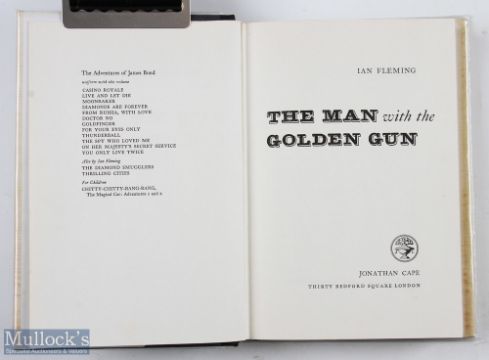 The Adventures of James Bond
uniform with this volume
CASINO ROYALE
LIVE AND LET DIE
MOONRAKER
DIAMONDS ARE FOREVER
FROM RUSSIA, WITH LOVE
DOCTOR NO
GOLDFINGER
FOR YOUR EYES ONLY
THUNDERBALL
THE SPY WHO LOVED ME
ON HER MAJESTY'S SECRET SERVICE
YOU ONLY LIVE TWICE
Also by Ian Fleming
THE DIAMOND SMUGGLERS
THRILLING CITIES
For Children
CHITTY-CHITTY-BANG-BANG,
The Magical Car: Adventures 1 and 2
IAN FLEMING
THE MAN with the
GOLDEN GUN
JONATHAN CAPE
THIRTY BEDFORD SQUARE LONDON
Mullock's
Specialist Auctioneers & Valuers